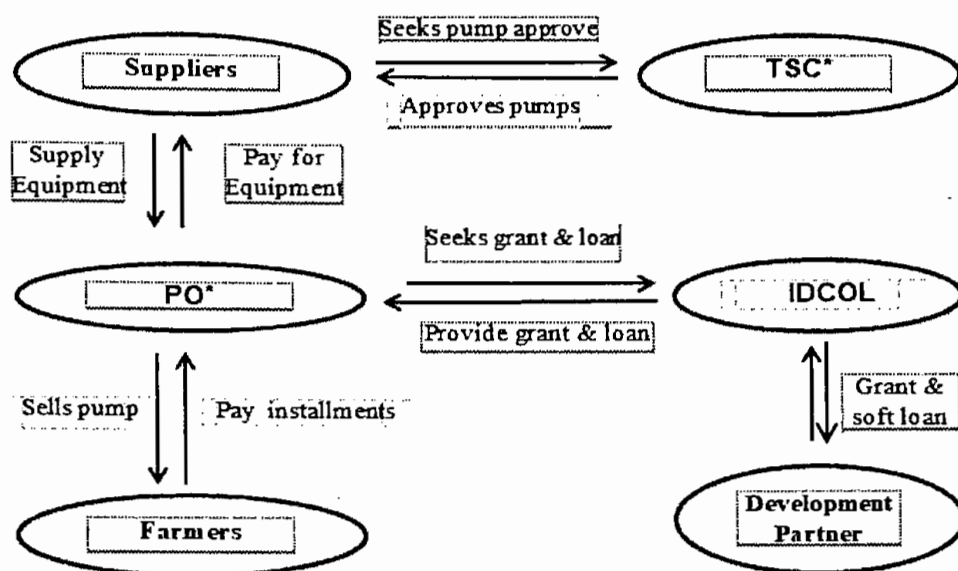 Seeks pump approve
Suppliers
TSC*
Approves pumps
Supply
Equipment
Pay for
Equipment
Seeks grant & loan
PO*
IDCOL
Provide grant & loan
Sells pump
Pay installments
Grant &
soft loan
Farmers
Development
Partner